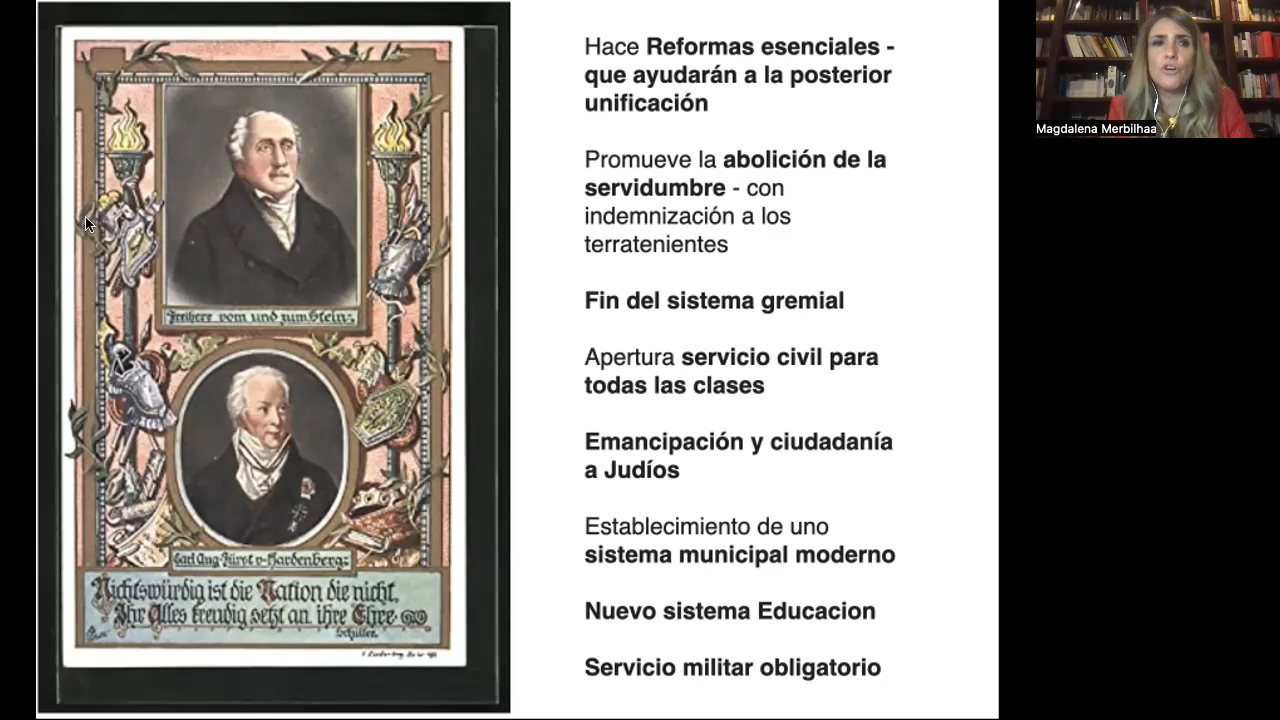 Freiherr vom und zum Stein
Carl Aug. Fürst v. Hardenberg
Nichtswürdig ist die Nation die nicht,
Ihr Alles freudig setzt an ihre Ehre
Schiller.
Hace Reformas esenciales -
que ayudarán a la posterior
unificación
Promueve la abolición de la
servidumbre - con
indemnización a los
terratenientes
Fin del sistema gremial
Apertura servicio civil para
todas las clases
Emancipación y ciudadanía
a Judíos
Establecimiento de uno
sistema municipal moderno
Nuevo sistema Educacion
Servicio militar obligatorio
Magdalena Merbilhaa